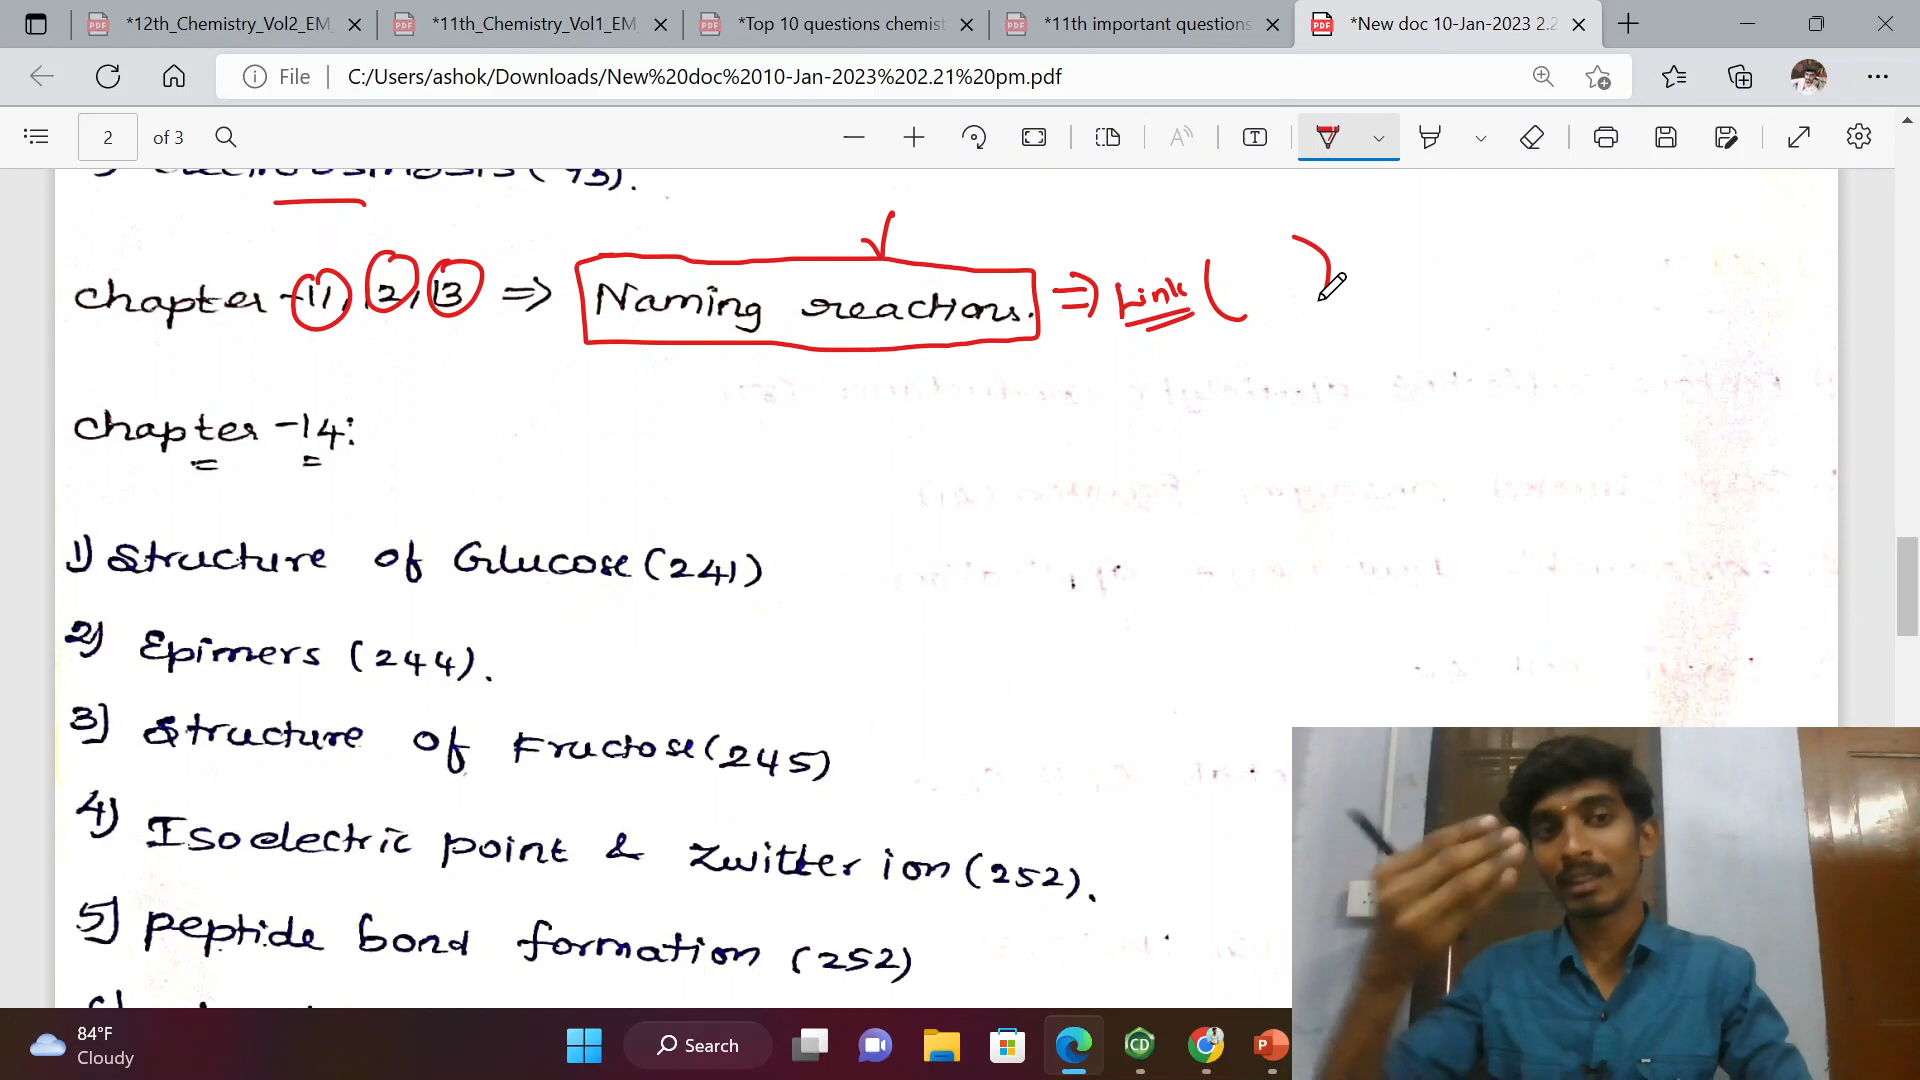 *12th_Chemistry_Vol2_EM
*11th_Chemistry_Vol1_EM
*Top 10 questions chemist
*11th important questions
*New doc 10-Jan-2023 2.2
File
C:/Users/ashok/Downloads/New%20doc%2010-Jan-2023%202.21%20pm.pdf
2 of 3
chapter -11, 12, 13 => Naming reactions. => Link (
chapter -14:
1) Structure of Glucose (241)
2) Epimers (244).
3) Structure of Fructose (245)
4) Isoelectric point & Zwitter ion (252).
5) peptide bond formation (252)
84°F
Cloudy
Search